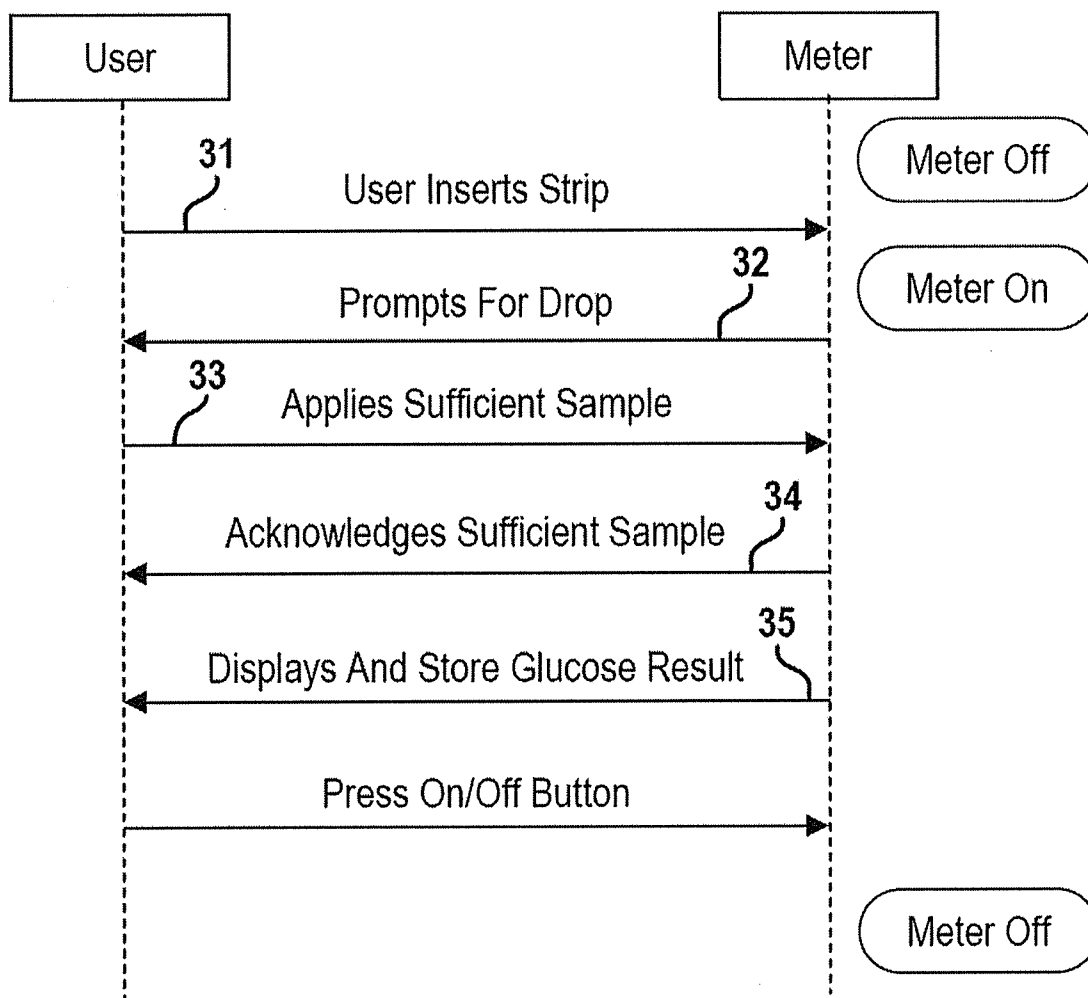 User
Meter
Meter Off
31
User Inserts Strip
Meter On
32
Prompts For Drop
33
Applies Sufficient Sample
34
Acknowledges Sufficient Sample
35
Displays And Store Glucose Result
Press On/Off Button
Meter Off